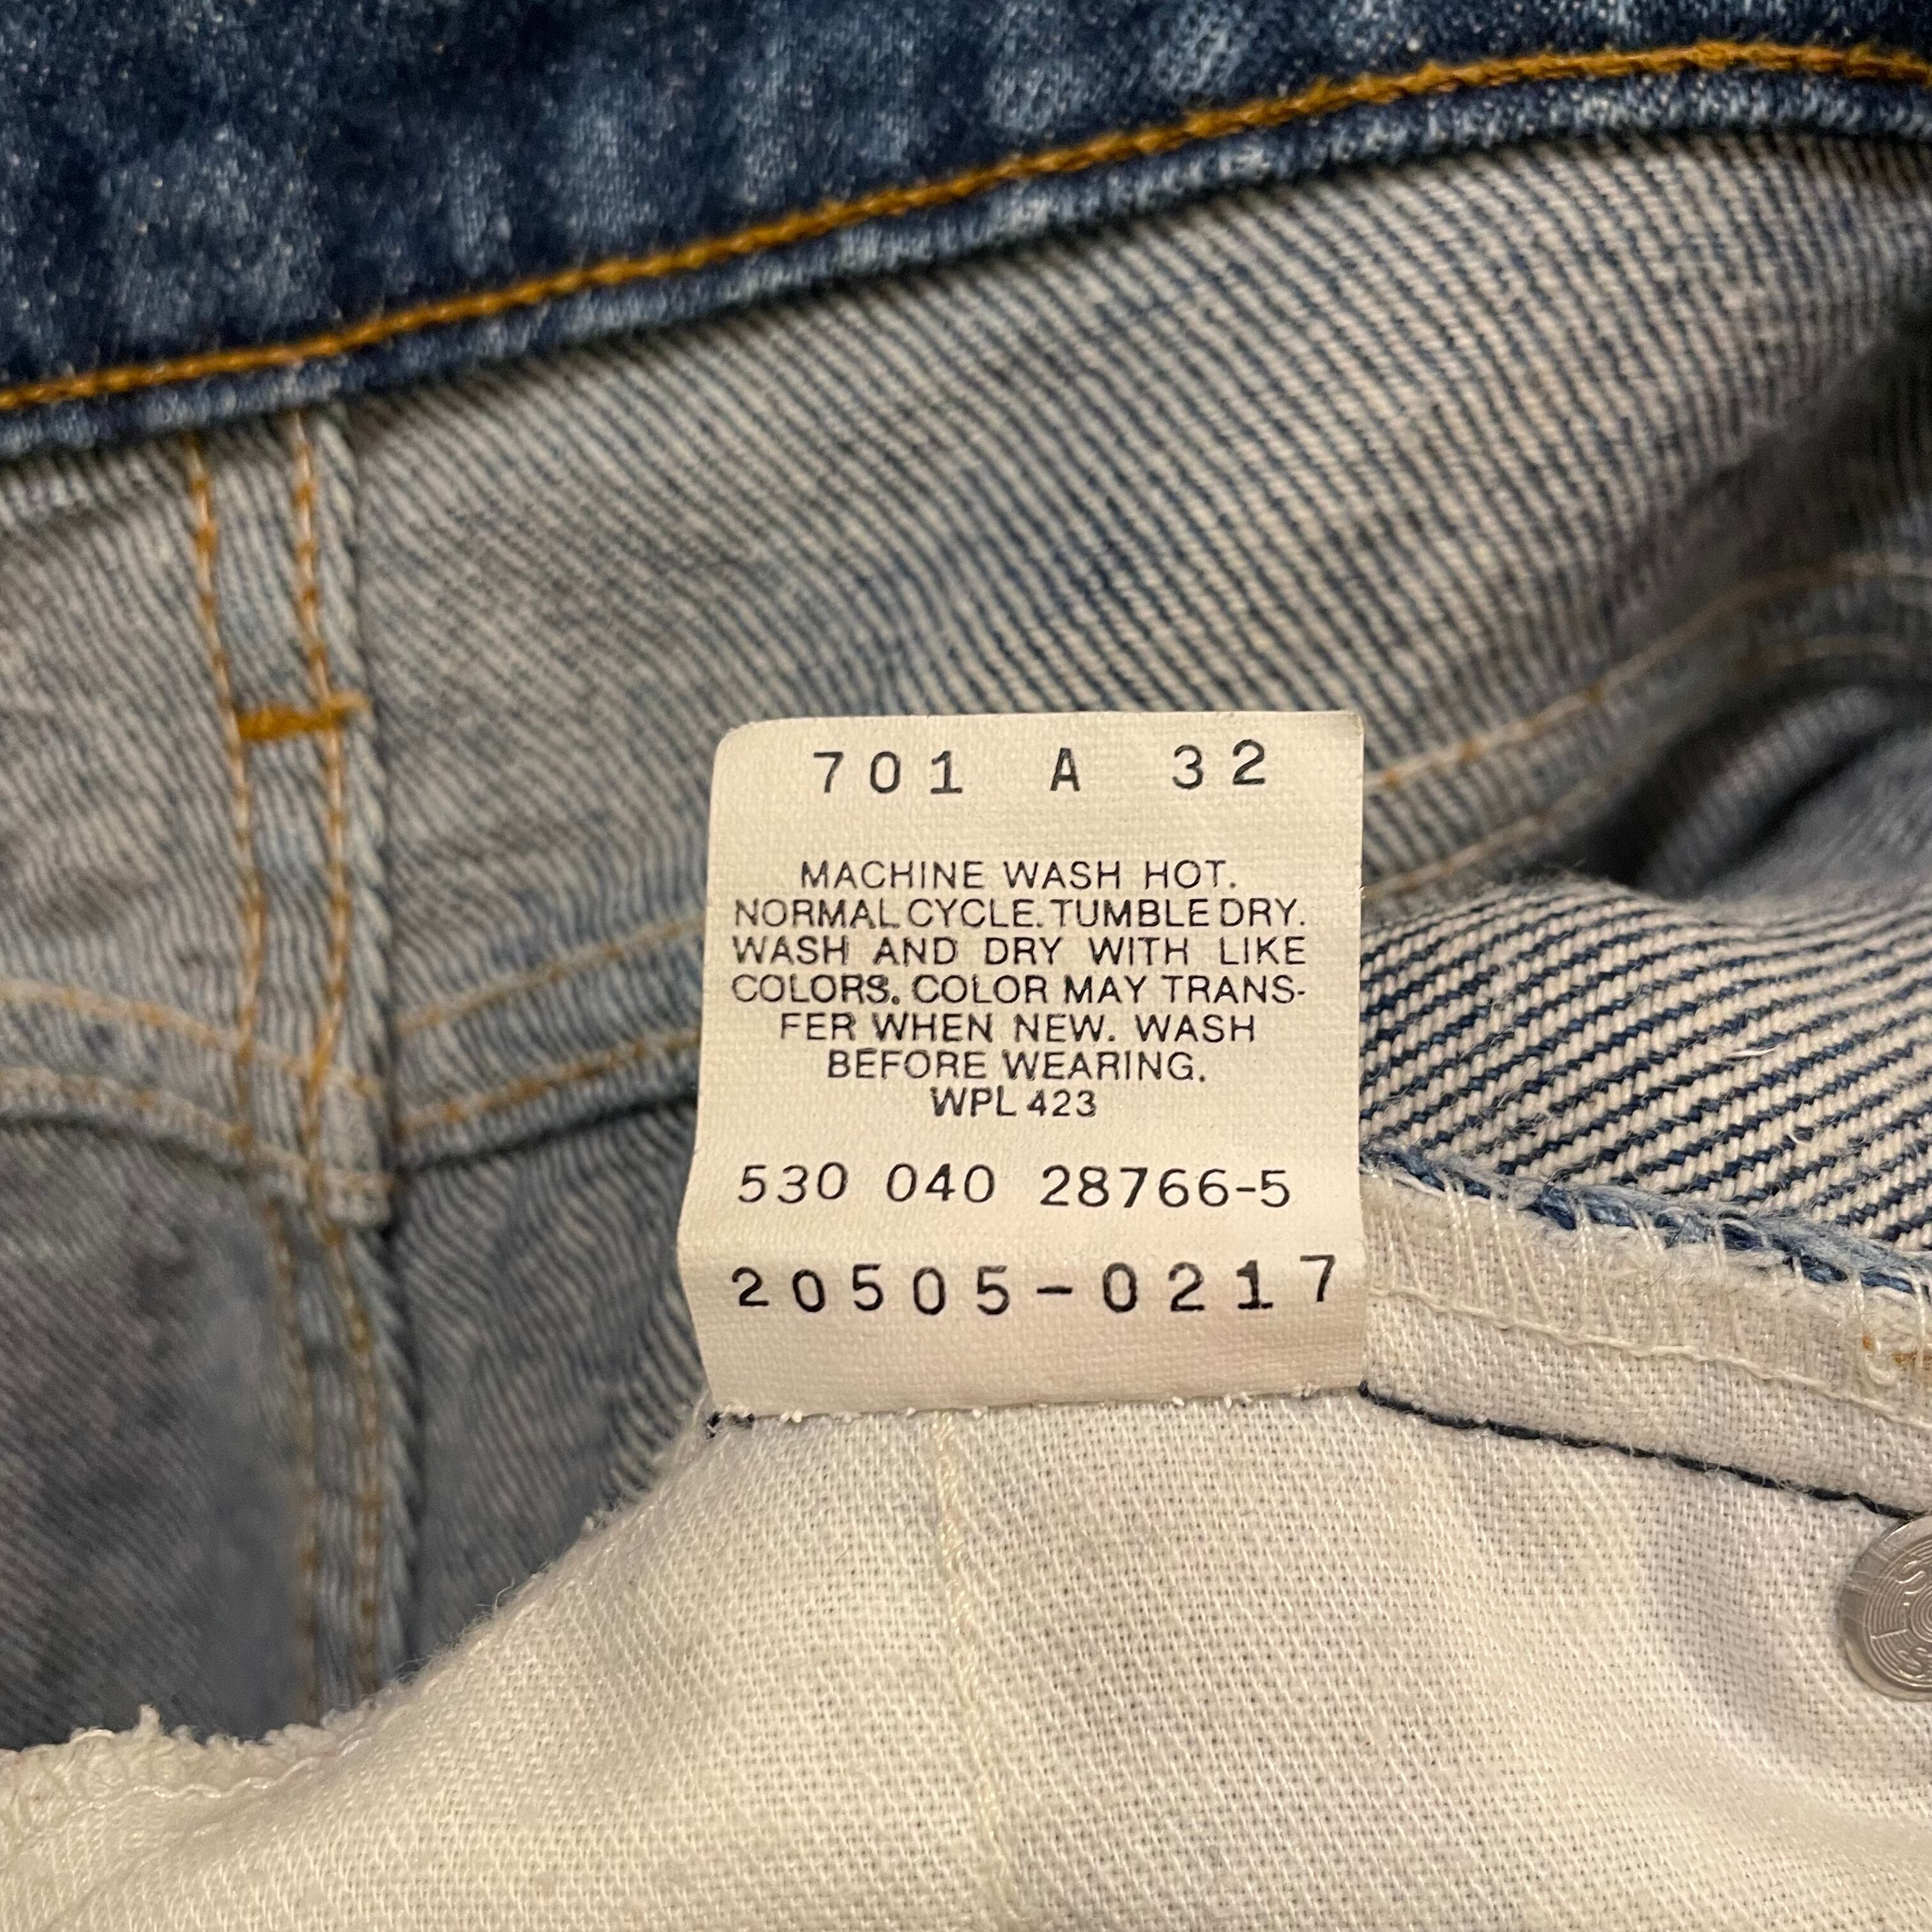 701 A 32
MACHINE WASH HOT.
NORMAL CYCLE. TUMBLE DRY.
WASH AND DRY WITH LIKE
COLORS. COLOR MAY TRANS-
FER WHEN NEW. WASH
BEFORE WEARING.
WPL 423
530 040 28766-5
20505-0217